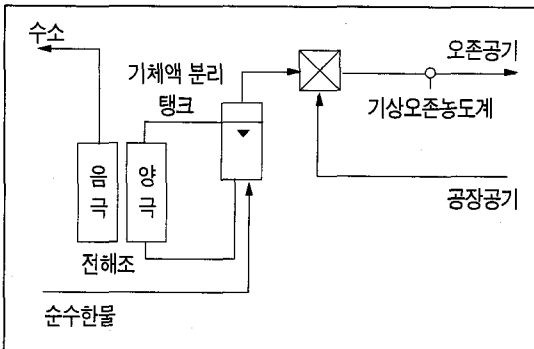 수소
오존공기
기체액 분리
탱크
기상오존농도계
음극
양극
공장공기
전해조
순수한물